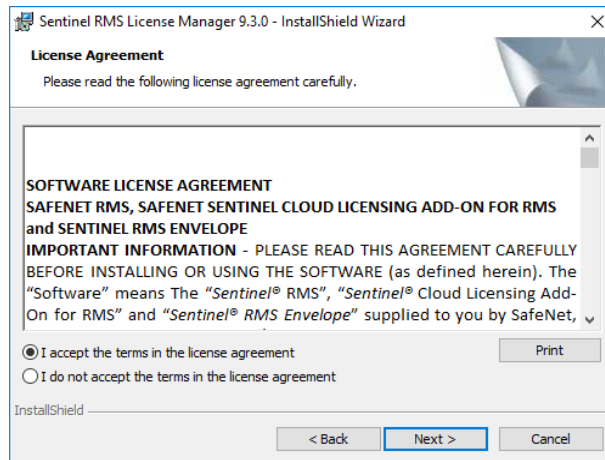 Sentinel RMS License Manager 9.3.0 - InstallShield Wizard
License Agreement
Please read the following license agreement carefully.
SOFTWARE LICENSE AGREEMENT
SAFENET RMS, SAFENET SENTINEL CLOUD LICENSING ADD-ON FOR RMS
and SENTINEL RMS ENVELOPE
IMPORTANT INFORMATION - PLEASE READ THIS AGREEMENT CAREFULLY
BEFORE INSTALLING OR USING THE SOFTWARE (as defined herein). The
“Software” means The “Sentinel® RMS”, “Sentinel® Cloud Licensing Add-
On for RMS” and “Sentinel® RMS Envelope” supplied to you by SafeNet,
I accept the terms in the license agreement
Print
I do not accept the terms in the license agreement
InstallShield
< Back
Next >
Cancel